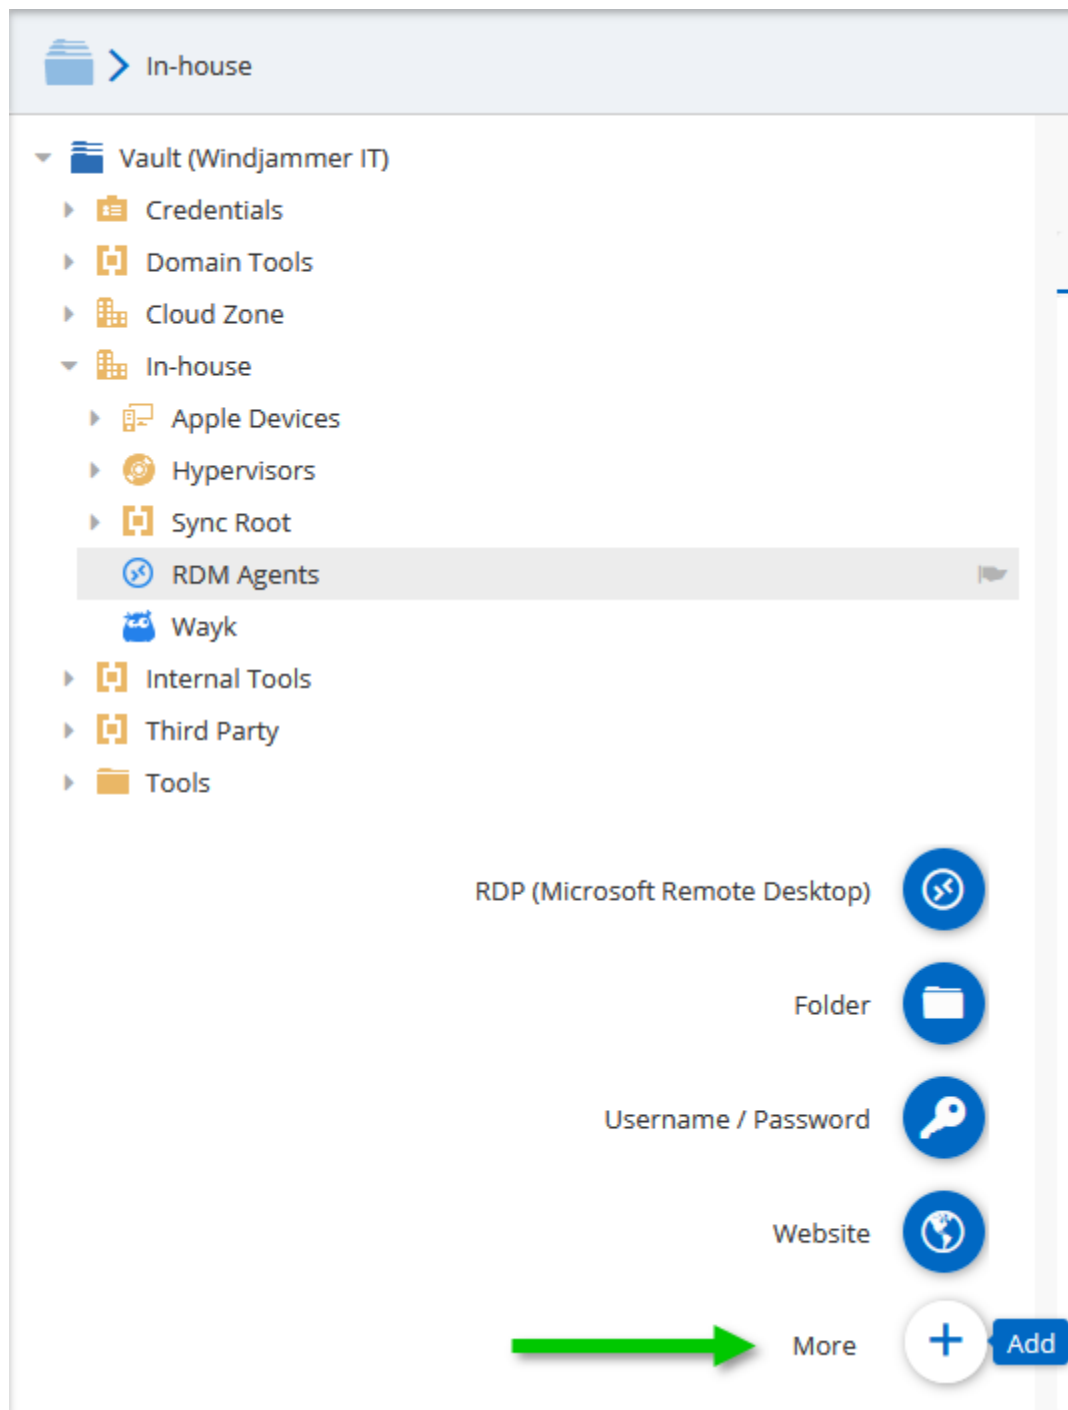 In-house
Vault (Windjammer IT)
Credentials
Domain Tools
Cloud Zone
In-house
Apple Devices
Hypervisors
Sync Root
RDM Agents
Wayk
Internal Tools
Third Party
Tools
RDP (Microsoft Remote Desktop)
Folder
Username / Password
Website
More
Add